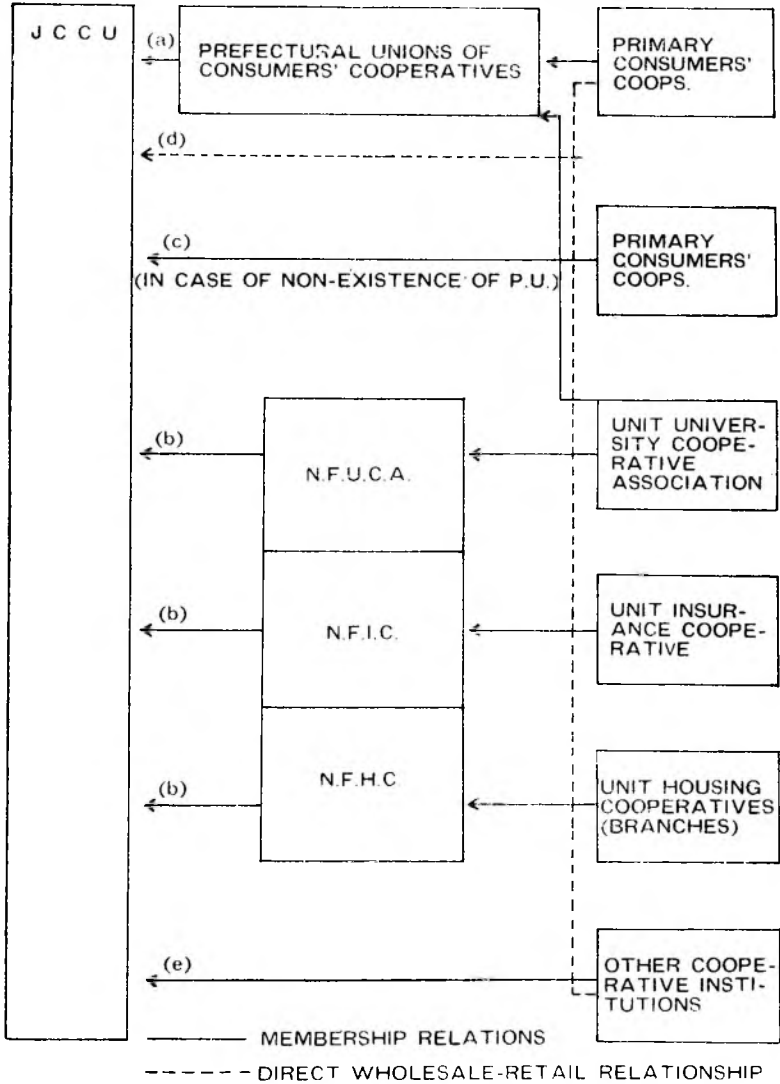 J C C U
(a)
PREFECTURAL UNIONS OF
CONSUMERS' COOPERATIVES
PRIMARY
CONSUMERS'
COOPS.
(d)
(c)
(IN CASE OF NON-EXISTENCE OF P.U.)
PRIMARY
CONSUMERS'
COOPS.
(b)
N.F.U.C.A.
UNIT UNIVER-
SITY COOPE-
RATIVE
ASSOCIATION
(b)
N.F.I.C.
UNIT INSUR-
ANCE COOPE-
RATIVE
(b)
N.F.H.C
UNIT HOUSING
COOPERATIVES
(BRANCHES)
(e)
OTHER COOPE-
RATIVE INSTI-
TUTIONS
MEMBERSHIP RELATIONS
DIRECT WHOLESALE-RETAIL RELATIONSHIP